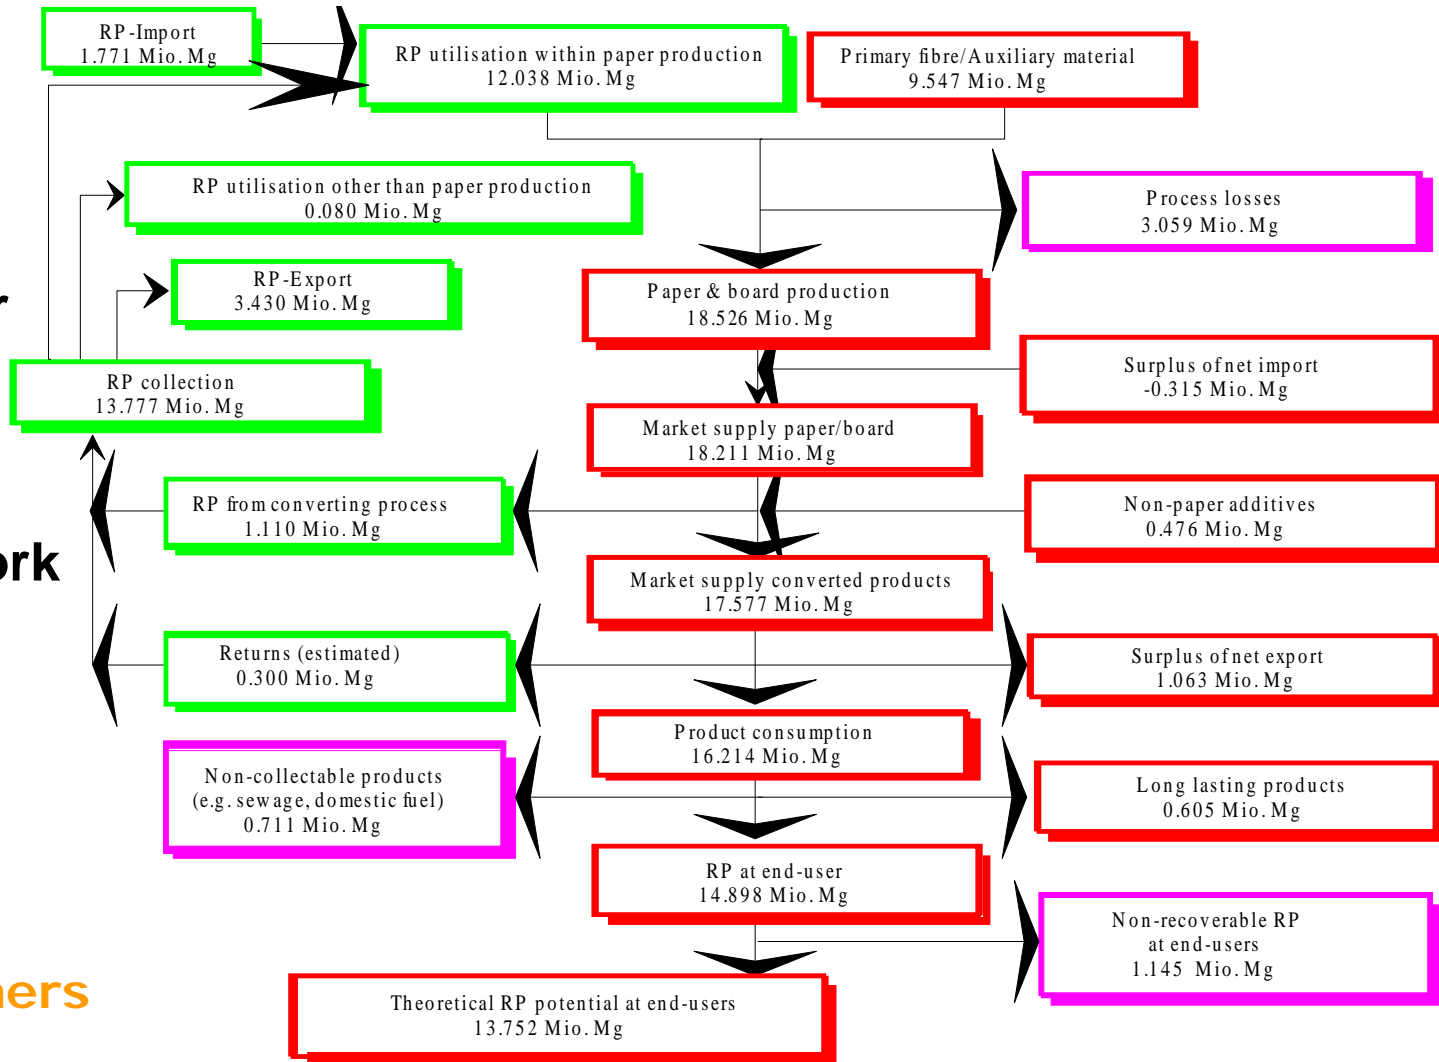 RP-Import
1.771 Mio. Mg
RP utilisation within paper production
12.038 Mio. Mg
Primary fibre/Auxiliary material
9.547 Mio. Mg
RP utilisation other than paper production
0.080 Mio. Mg
Process losses
3.059 Mio. Mg
RP-Export
3.430 Mio. Mg
Paper & board production
18.526 Mio. Mg
r
RP collection
13.777 Mio. Mg
Surplus of net import
-0.315 Mio. Mg
Market supply paper/board
18.211 Mio. Mg
RP from converting process
1.110 Mio. Mg
Non-paper additives
0.476 Mio. Mg
ork
Market supply converted products
17.577 Mio. Mg
Returns (estimated)
0.300 Mio. Mg
Surplus of net export
1.063 Mio. Mg
Product consumption
16.214 Mio. Mg
Non-collectable products
(e.g. sewage, domestic fuel)
0.711 Mio. Mg
Long lasting products
0.605 Mio. Mg
RP at end-user
14.898 Mio. Mg
Non-recoverable RP
at end-users
1.145 Mio. Mg
ners
Theoretical RP potential at end-users
13.752 Mio. Mg